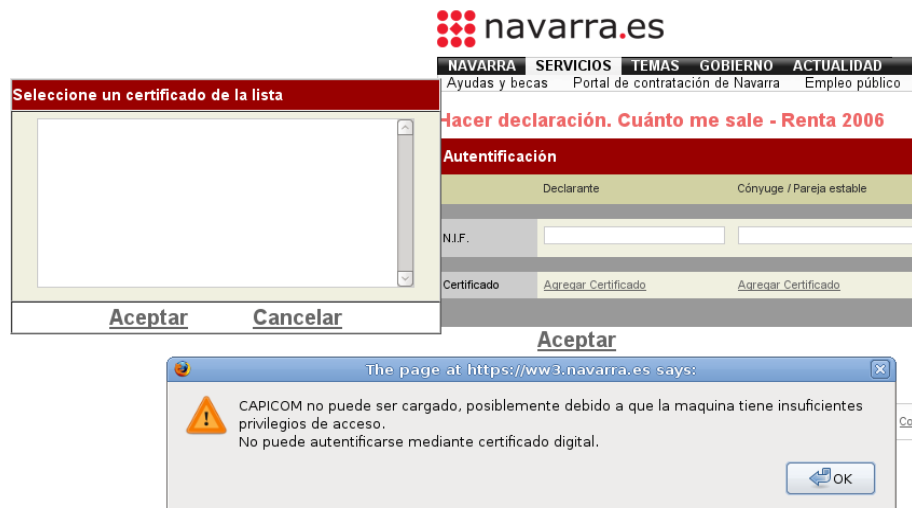 navarra.es
NAVARRA SERVICIOS TEMAS GOBIERNO ACTUALIDAD
Ayudas y becas Portal de contratación de Navarra Empleo público
Seleccione un certificado de la lista
Hacer declaración. Cuánto me sale - Renta 2006
Autentificación
Declarante Cónyuge / Pareja estable
N.I.F.
Certificado Agregar Certificado Agregar Certificado
Aceptar Cancelar
Aceptar
The page at https://ww3.navarra.es says:
CAPICOM no puede ser cargado, posiblemente debido a que la maquina tiene insuficientes
privilegios de acceso.
No puede autentificarse mediante certificado digital.
Co
OK